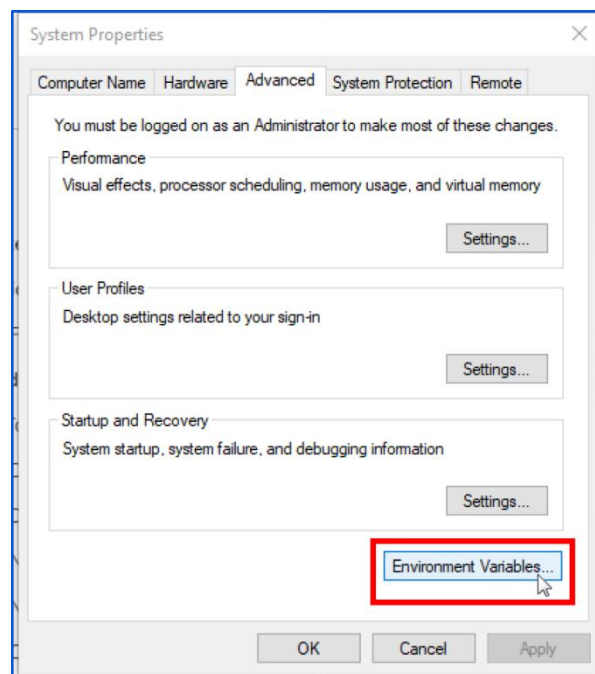 System Properties
Computer Name Hardware Advanced System Protection Remote
You must be logged on as an Administrator to make most of these changes.
Performance
Visual effects, processor scheduling, memory usage, and virtual memory
Settings...
User Profiles
Desktop settings related to your sign-in
Settings...
Startup and Recovery
System startup, system failure, and debugging information
Settings...
Environment Variables...
OK Cancel Apply